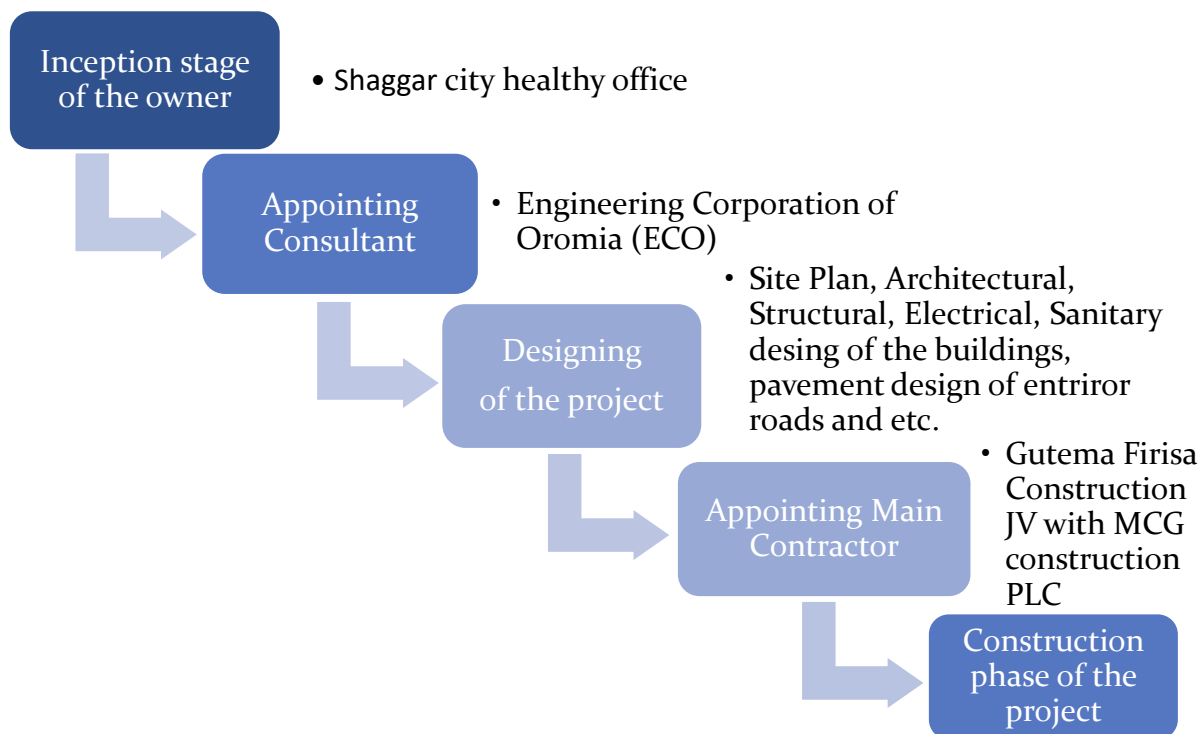 Inception stage
of the owner
• Shaggar city healthy office
Appointing
Consultant
• Engineering Corporation of
Oromia (ECO)
Designing
of the project
• Site Plan, Architectural,
Structural, Electrical, Sanitary
desing of the buildings,
pavement design of entriror
roads and etc.
Appointing Main
Contractor
• Gutema Firisa
Construction
JV with MCG
construction
PLC
Construction
phase of the
project